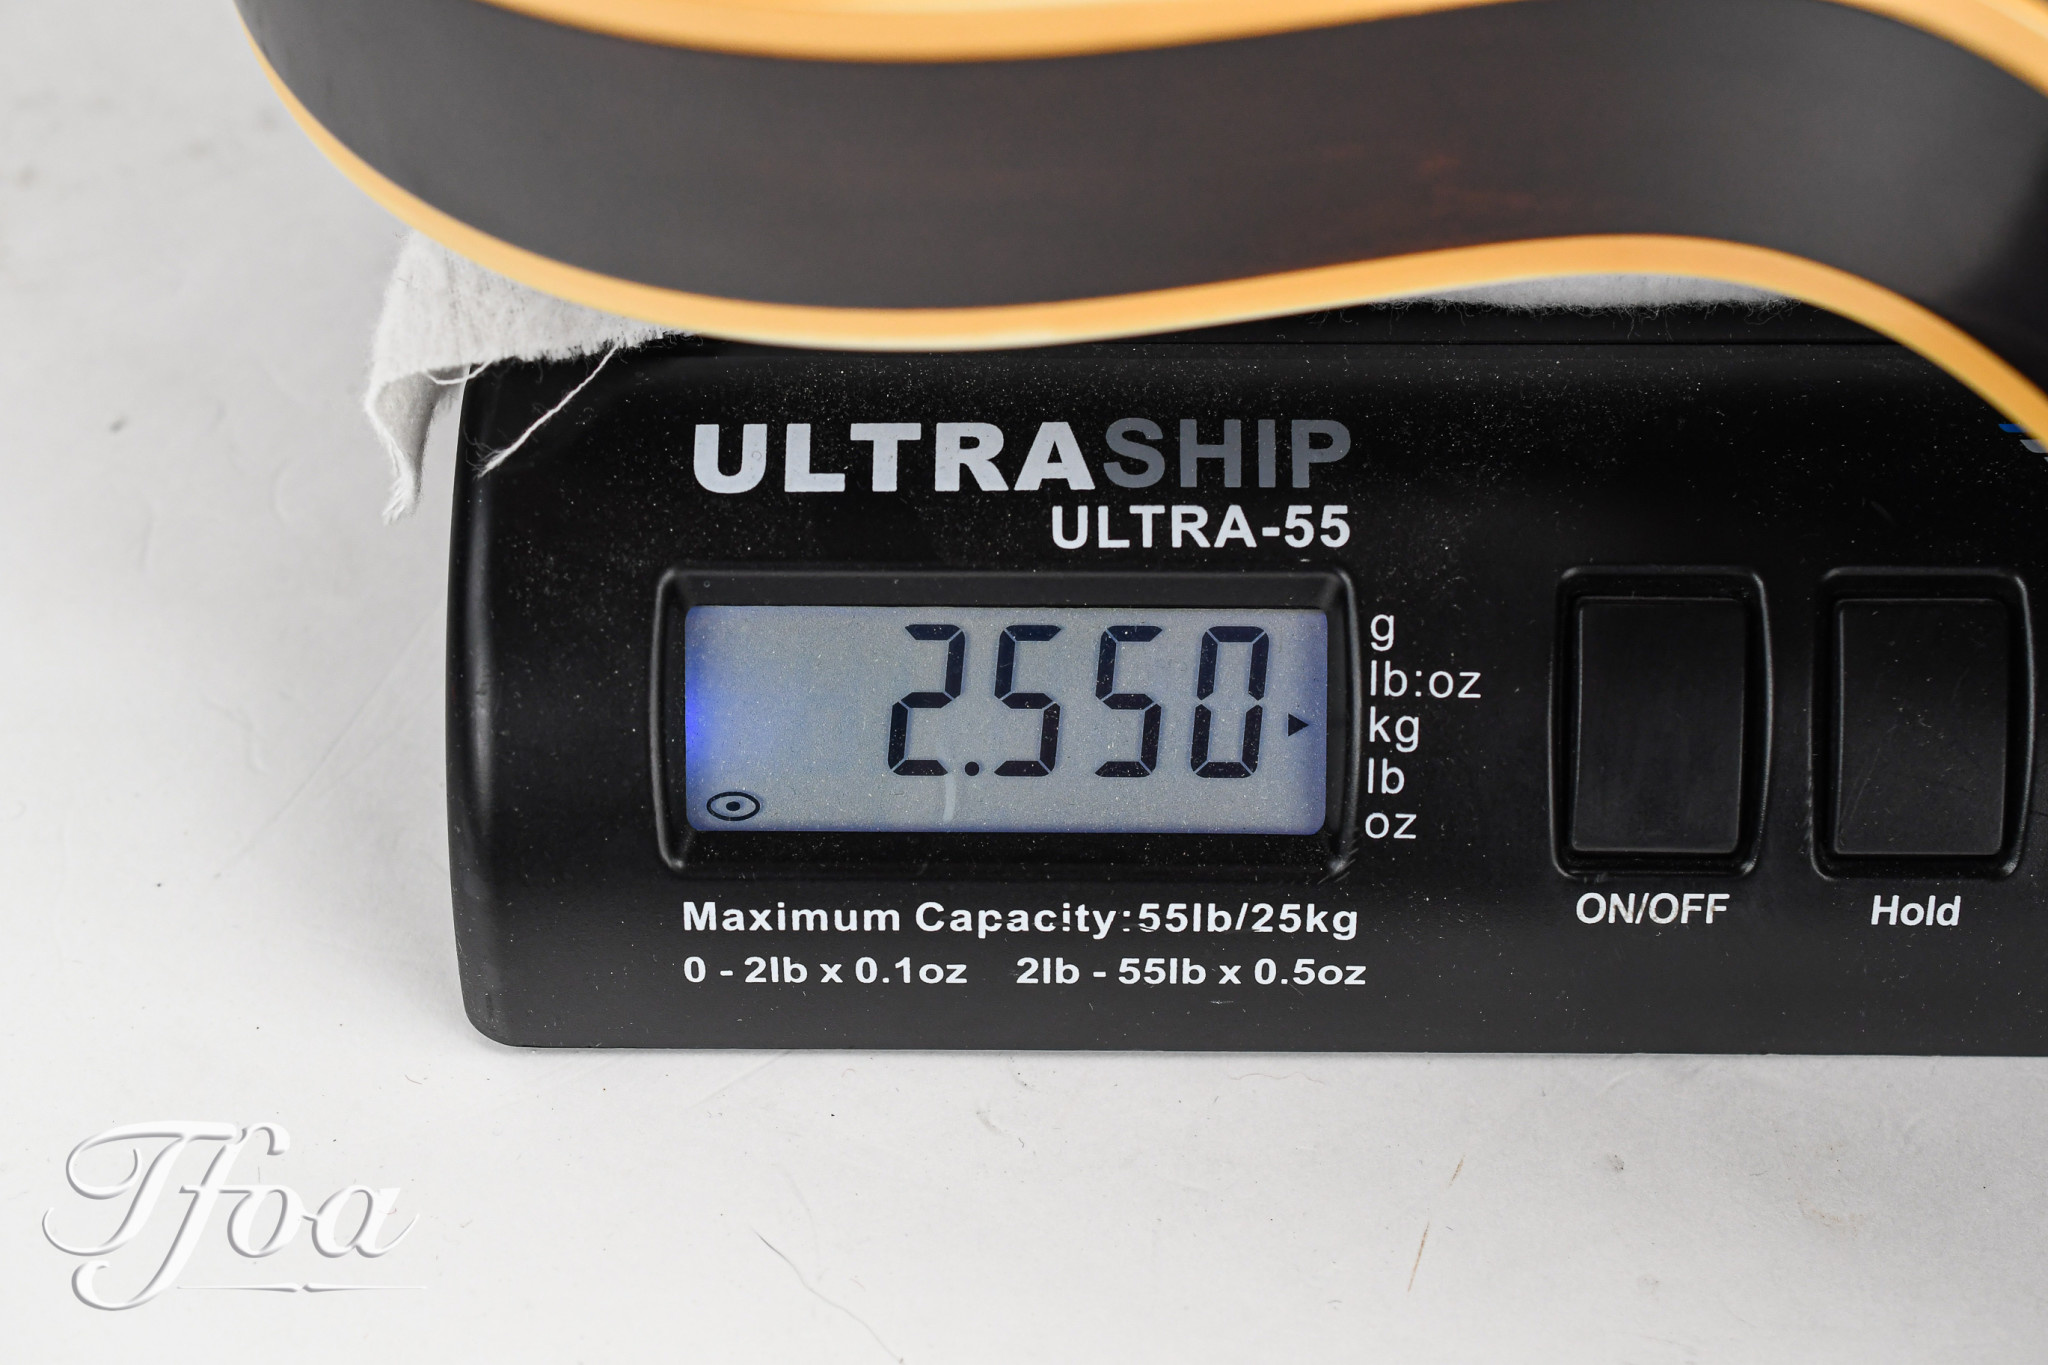 ULTRASHIP
ULTRA-55
2.550
g
lb:oz
kg
lb
oz
ON/OFF
Hold
Maximum Capacity:55lb/25kg
0 - 2lb x 0.1oz 2lb - 55lb x 0.5oz
Tfoa